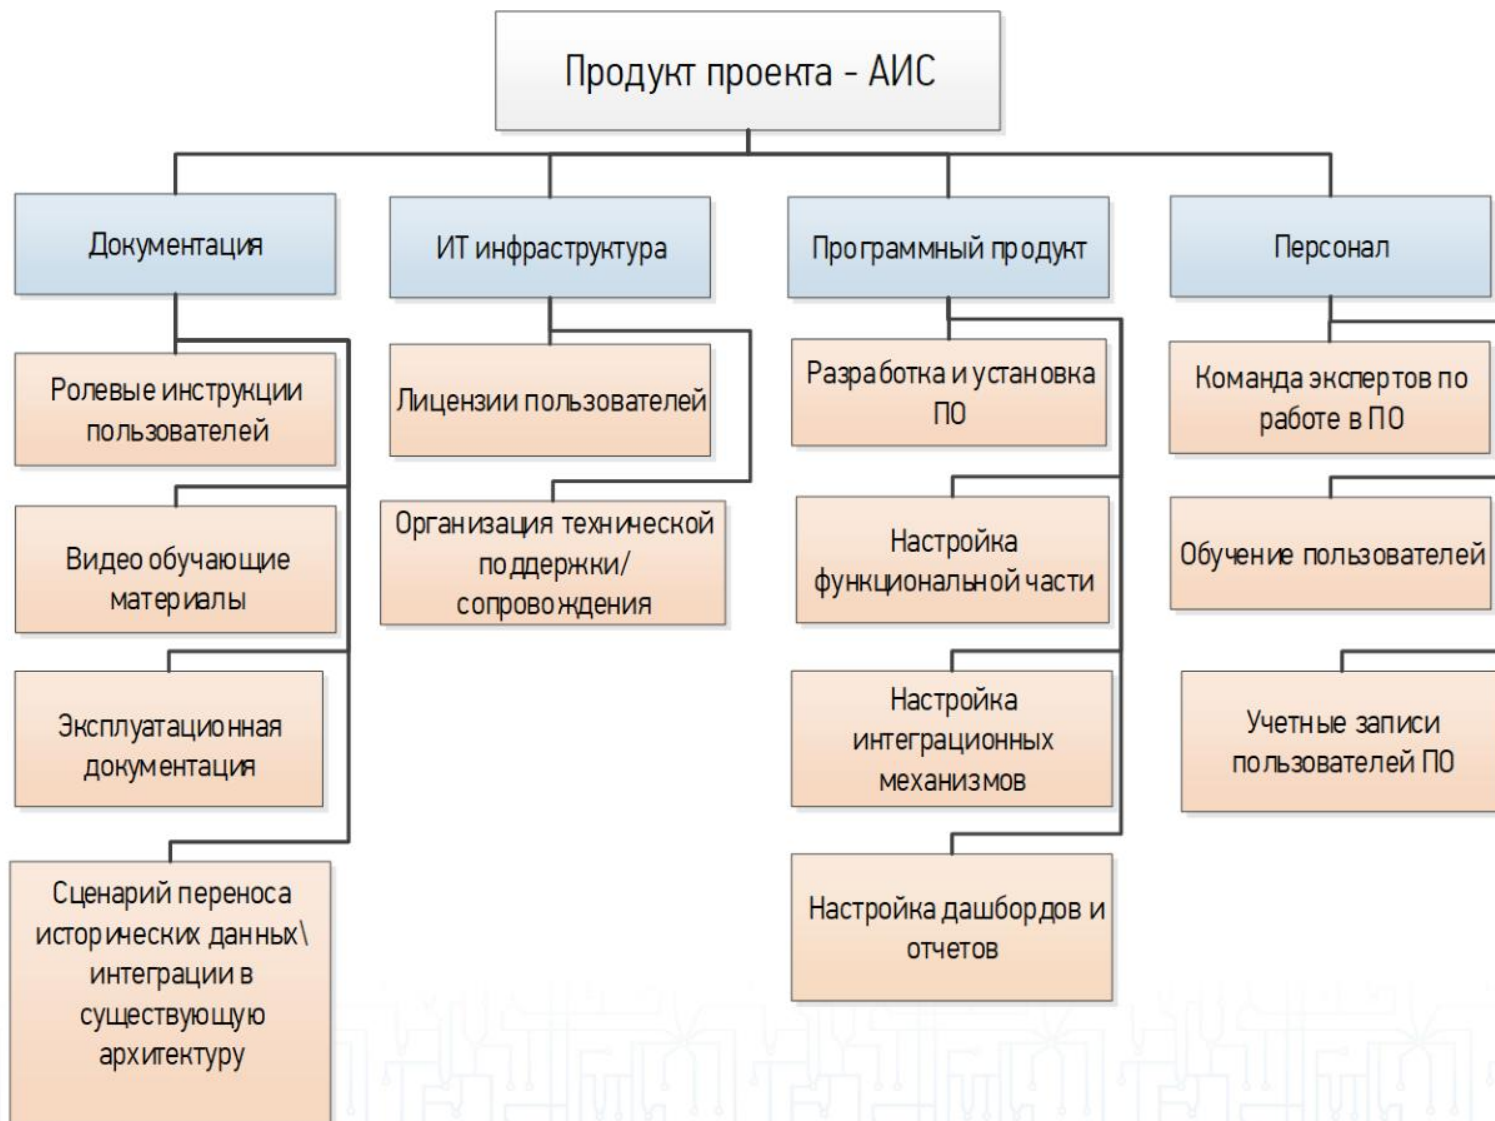 Продукт проекта - АИС
Документация
Ролевые инструкции
пользователей
Видео обучающие
материалы
Эксплуатационная
документация
Сценарий переноса
исторических данных\
интеграции в
существующую
архитектуру
ИТ инфраструктура
Лицензии пользователей
Организация технической
поддержки/
сопровождения
Программный продукт
Разработка и установка
ПО
Настройка
функциональной части
Настройка
интеграционных
механизмов
Настройка дашбордов и
отчетов
Персонал
Команда экспертов по
работе в ПО
Обучение пользователей
Учетные записи
пользователей ПО